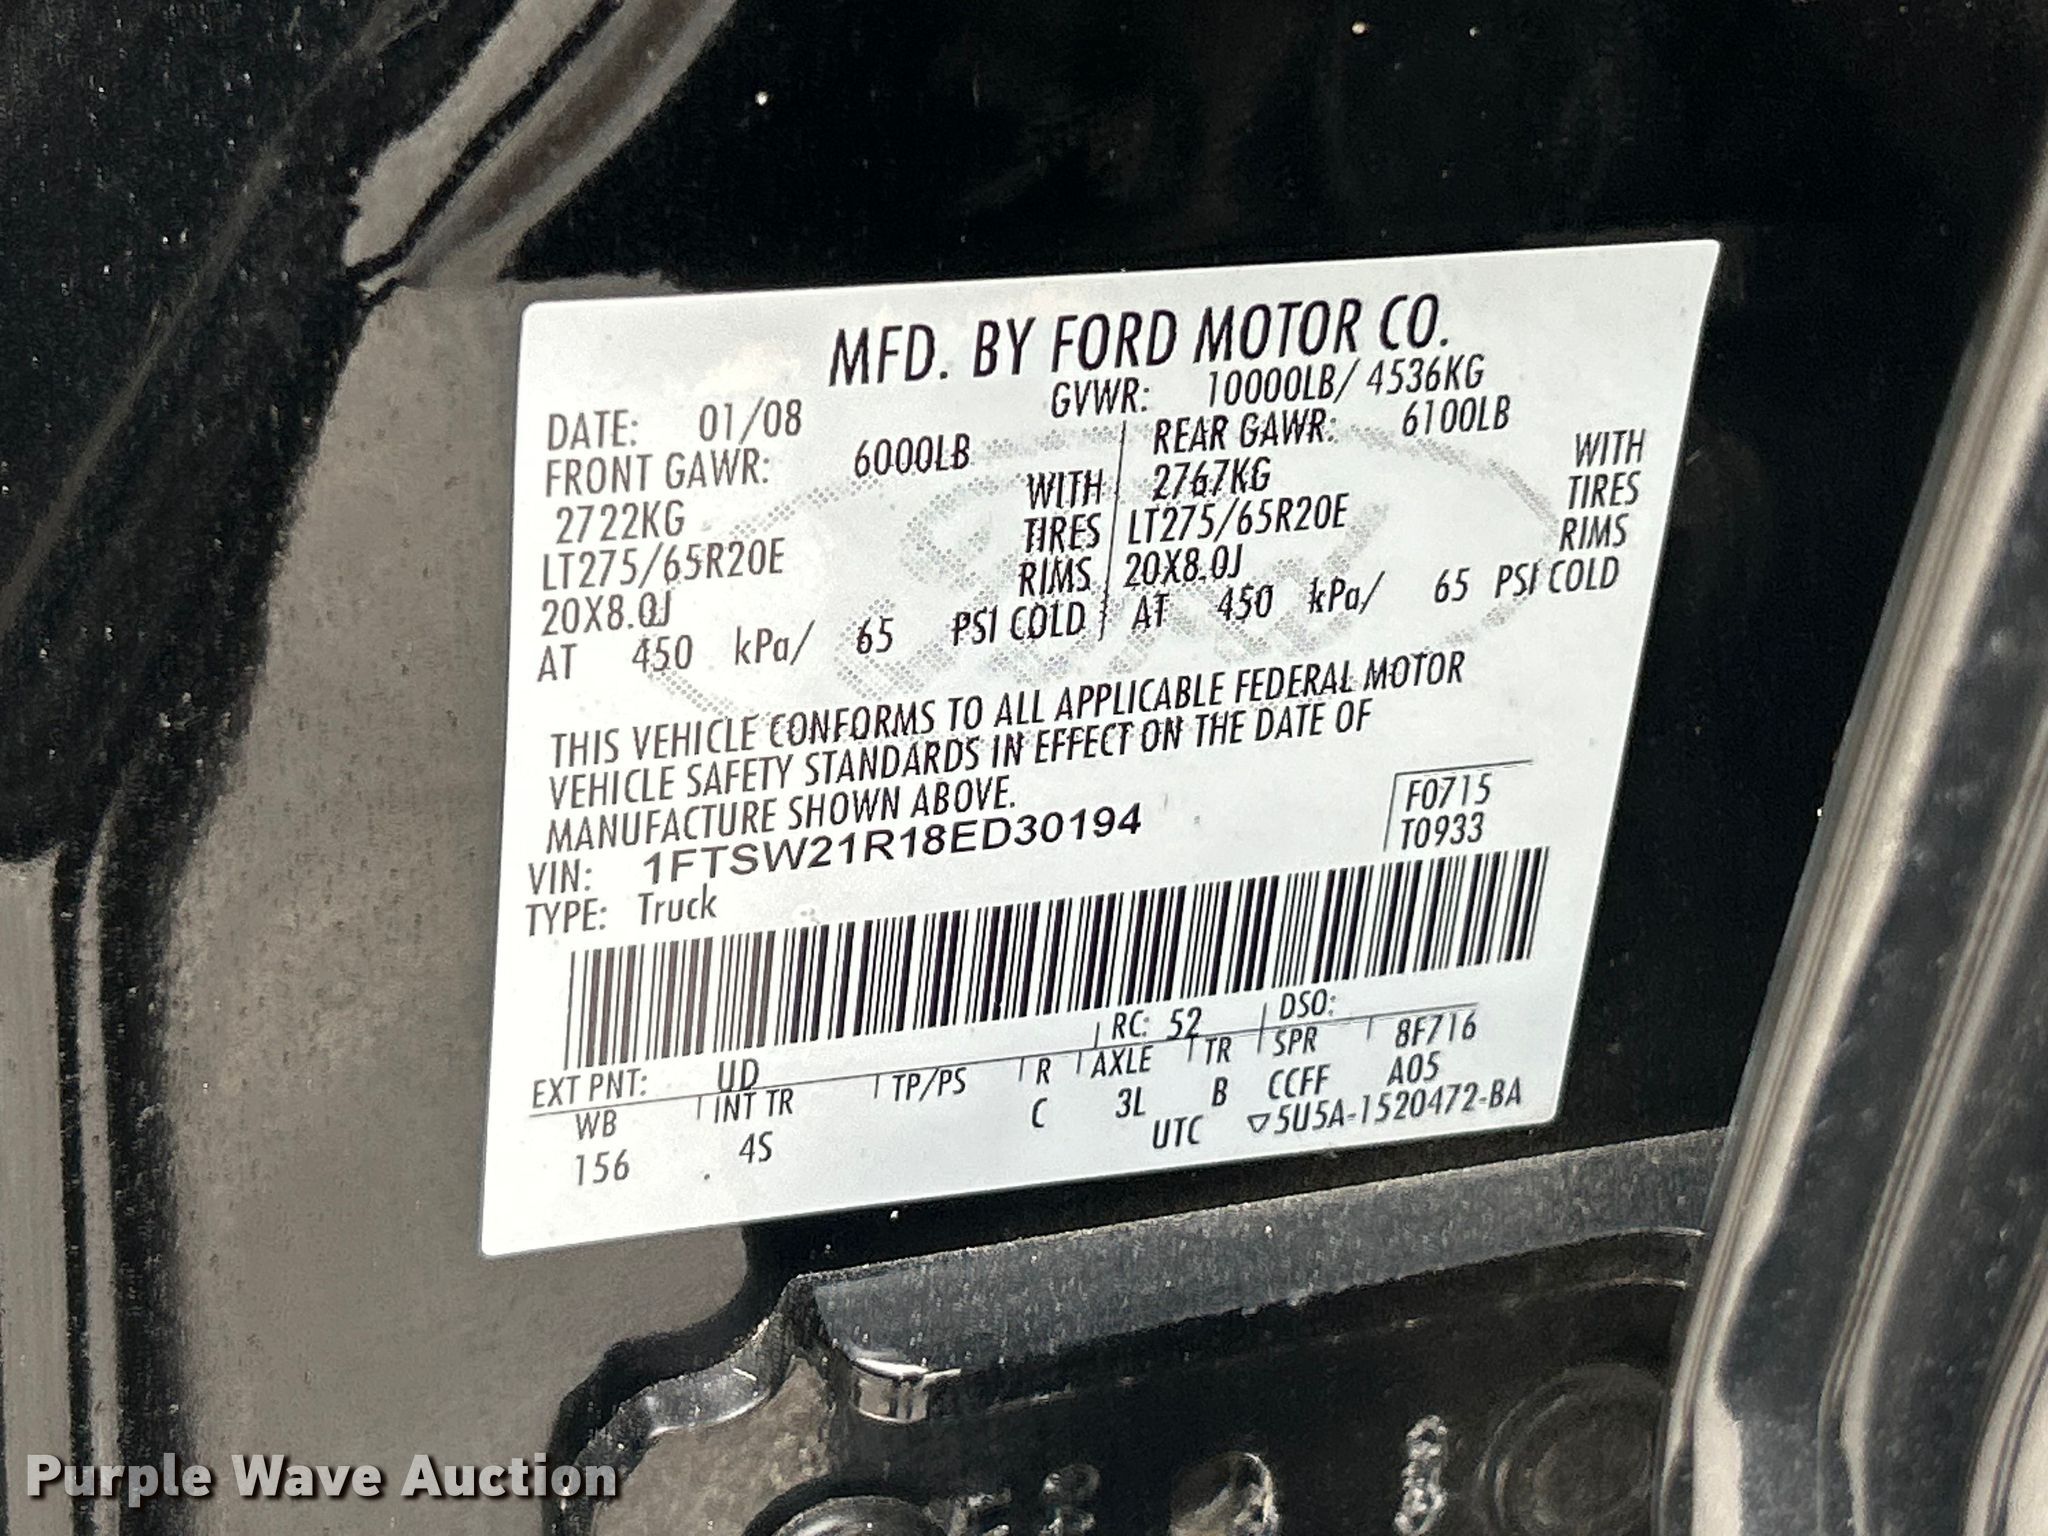 MFD. BY FORD MOTOR CO.
DATE: 01/08 GVWR: 10000LB/ 4536KG
FRONT GAWR: 6000LB REAR GAWR: 6100LB
2722KG WITH 2767KG WITH
LT275/65R20E TIRES LT275/65R20E TIRES
20X8.0J RIMS 20X8.0J RIMS
AT 450 kPa/ 65 PSI COLD AT 450 kPa/ 65 PSI COLD
THIS VEHICLE CONFORMS TO ALL APPLICABLE FEDERAL MOTOR
VEHICLE SAFETY STANDARDS IN EFFECT ON THE DATE OF
MANUFACTURE SHOWN ABOVE.
VIN: 1FTSW21R18ED30194
F0715
T0933
TYPE: Truck
EXT PNT: UD RC: 52 DSO:
WB INT TR TP/PS R AXLE TR SPR 8F716
156 4S C 3L B CCFF A05
UTC ▽5U5A-1520472-BA
Purple Wave Auction